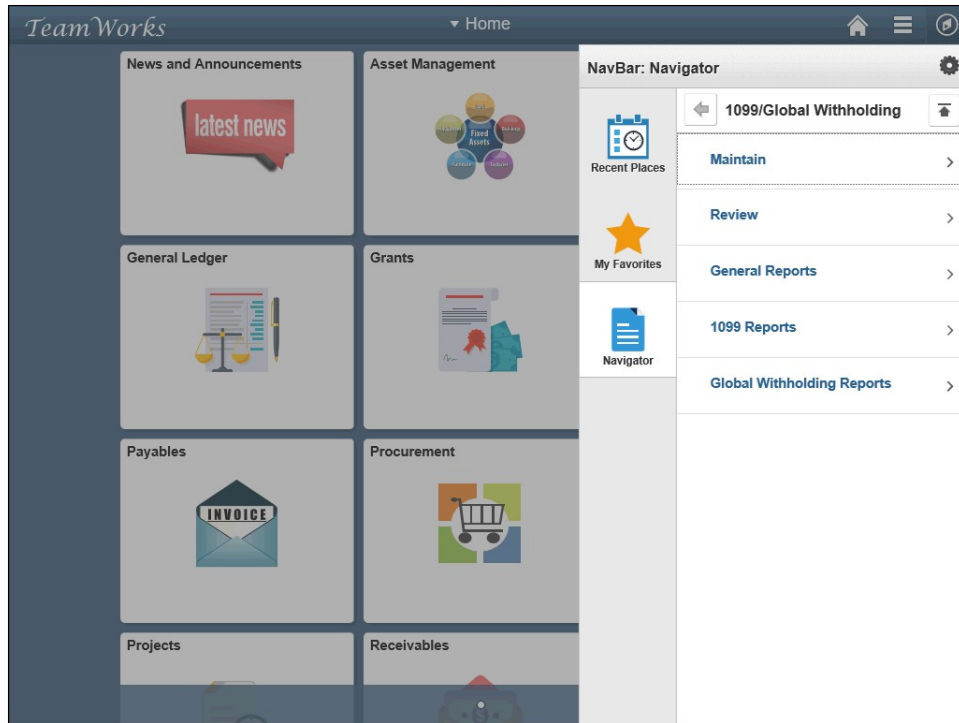 TeamWorks
Home
News and Announcements
latest news
Asset Management
Fixed
Assets
General Ledger
Grants
Payables
INVOICE
Procurement
Projects
Receivables
NavBar: Navigator
Recent Places
My Favorites
Navigator
1099/Global Withholding
Maintain
Review
General Reports
1099 Reports
Global Withholding Reports